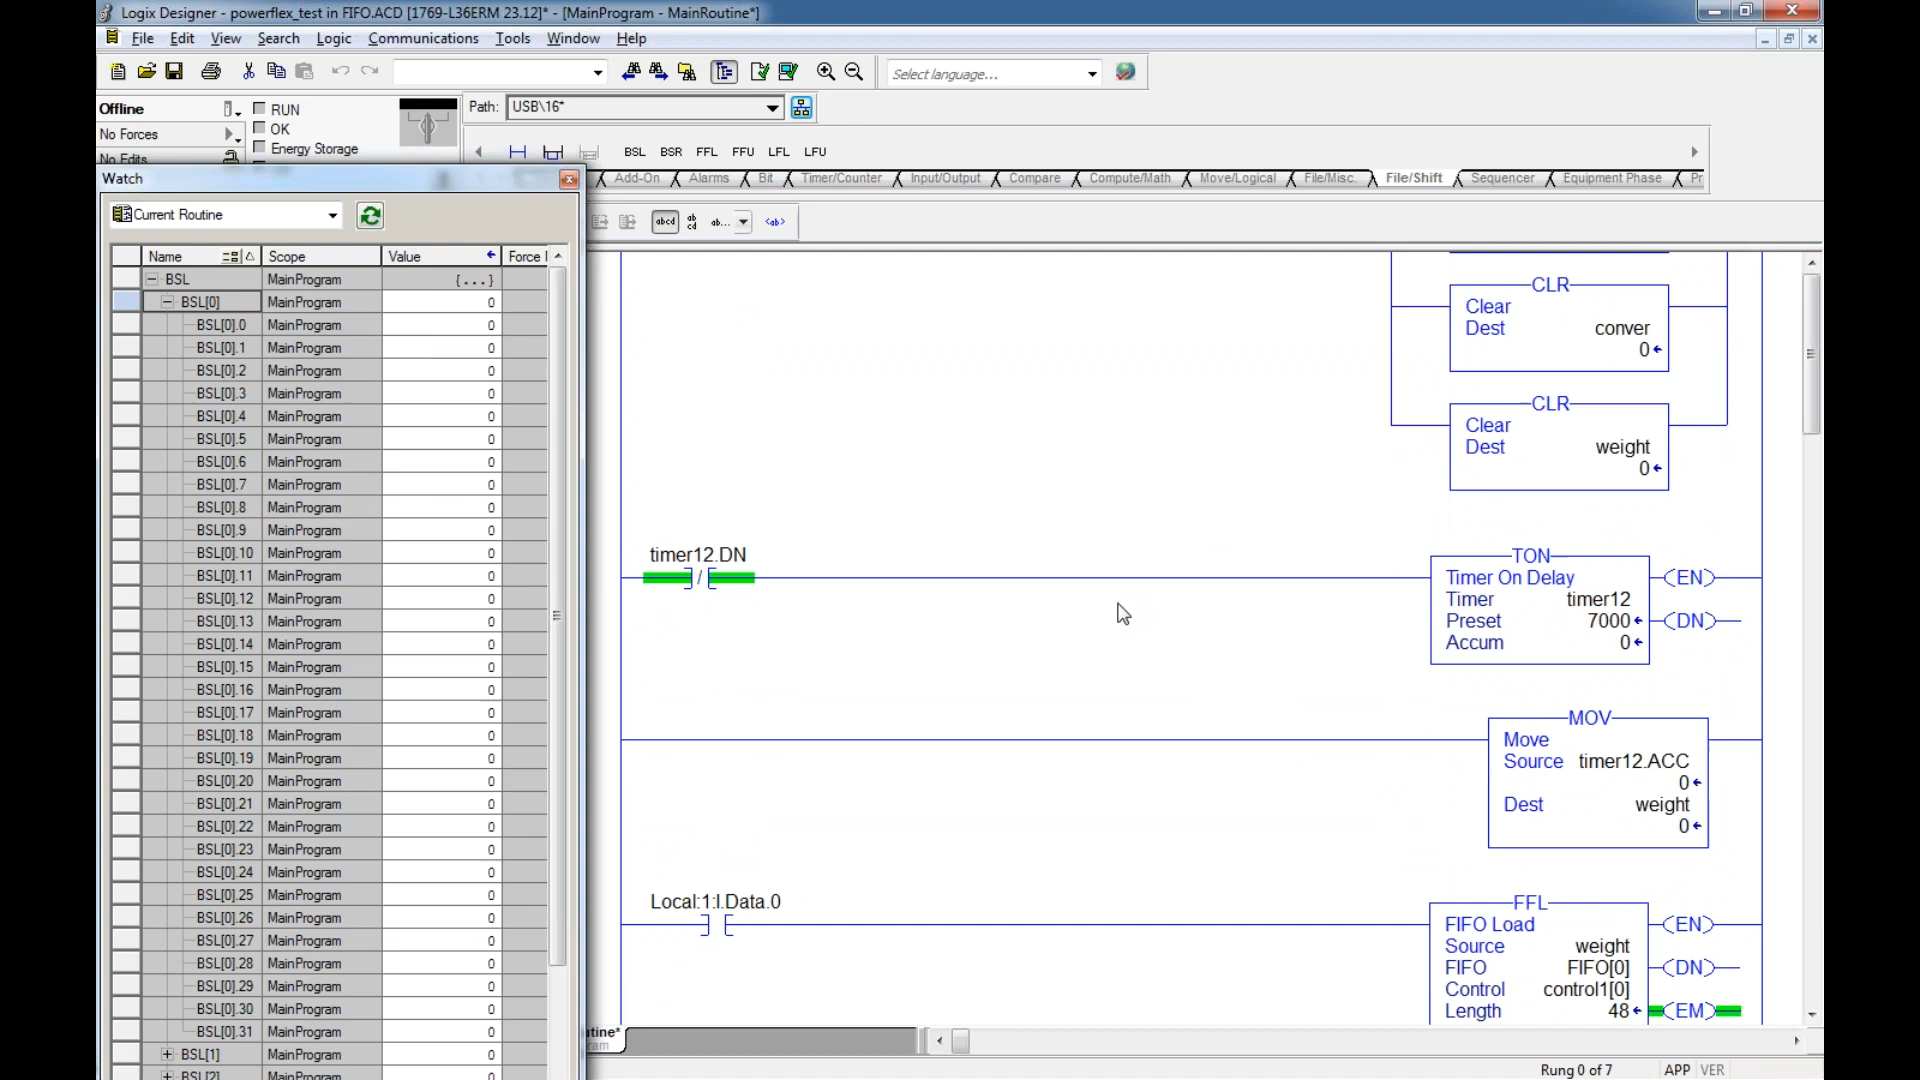 Logix Designer - powerflex_test in FIFO.ACD [1769-L36ERM 23.12]* - [MainProgram - MainRoutine*]
File Edit View Search Logic Communications Tools Window Help
Select language...
Offline
RUN
Path: USB\16*
No Forces
OK
Energy Storage
No Edits
BSL BSR FFL FFU LFL LFU
Add-On Alarms Bit Timer/Counter Input/Output Compare Compute/Math Move/Logical File/Misc. File/Shift Sequencer Equipment Phase Pr
Watch
Current Routine
abcd ab cd ab... <ab>
Name Scope Value Force
BSL MainProgram {...}
BSL[0] MainProgram 0
BSL[0].0 MainProgram 0
BSL[0].1 MainProgram 0
BSL[0].2 MainProgram 0
BSL[0].3 MainProgram 0
BSL[0].4 MainProgram 0
BSL[0].5 MainProgram 0
BSL[0].6 MainProgram 0
BSL[0].7 MainProgram 0
BSL[0].8 MainProgram 0
BSL[0].9 MainProgram 0
BSL[0].10 MainProgram 0
BSL[0].11 MainProgram 0
BSL[0].12 MainProgram 0
BSL[0].13 MainProgram 0
BSL[0].14 MainProgram 0
BSL[0].15 MainProgram 0
BSL[0].16 MainProgram 0
BSL[0].17 MainProgram 0
BSL[0].18 MainProgram 0
BSL[0].19 MainProgram 0
BSL[0].20 MainProgram 0
BSL[0].21 MainProgram 0
BSL[0].22 MainProgram 0
BSL[0].23 MainProgram 0
BSL[0].24 MainProgram 0
BSL[0].25 MainProgram 0
BSL[0].26 MainProgram 0
BSL[0].27 MainProgram 0
BSL[0].28 MainProgram 0
BSL[0].29 MainProgram 0
BSL[0].30 MainProgram 0
BSL[0].31 MainProgram 0
BSL[1] MainProgram 0
BSL[2] MainProgram 0
CLR
Clear
Dest conver
0
CLR
Clear
Dest weight
0
timer12.DN
TON
Timer On Delay
Timer timer12
Preset 7000
Accum 0
EN
DN
MOV
Move
Source timer12.ACC
0
Dest weight
0
Local:1:I.Data.0
FFL
FIFO Load
Source weight
FIFO FIFO[0]
Control control1[0]
Length 48
EN
DN
EM
utine*
ram
Rung 0 of 7 APP VER